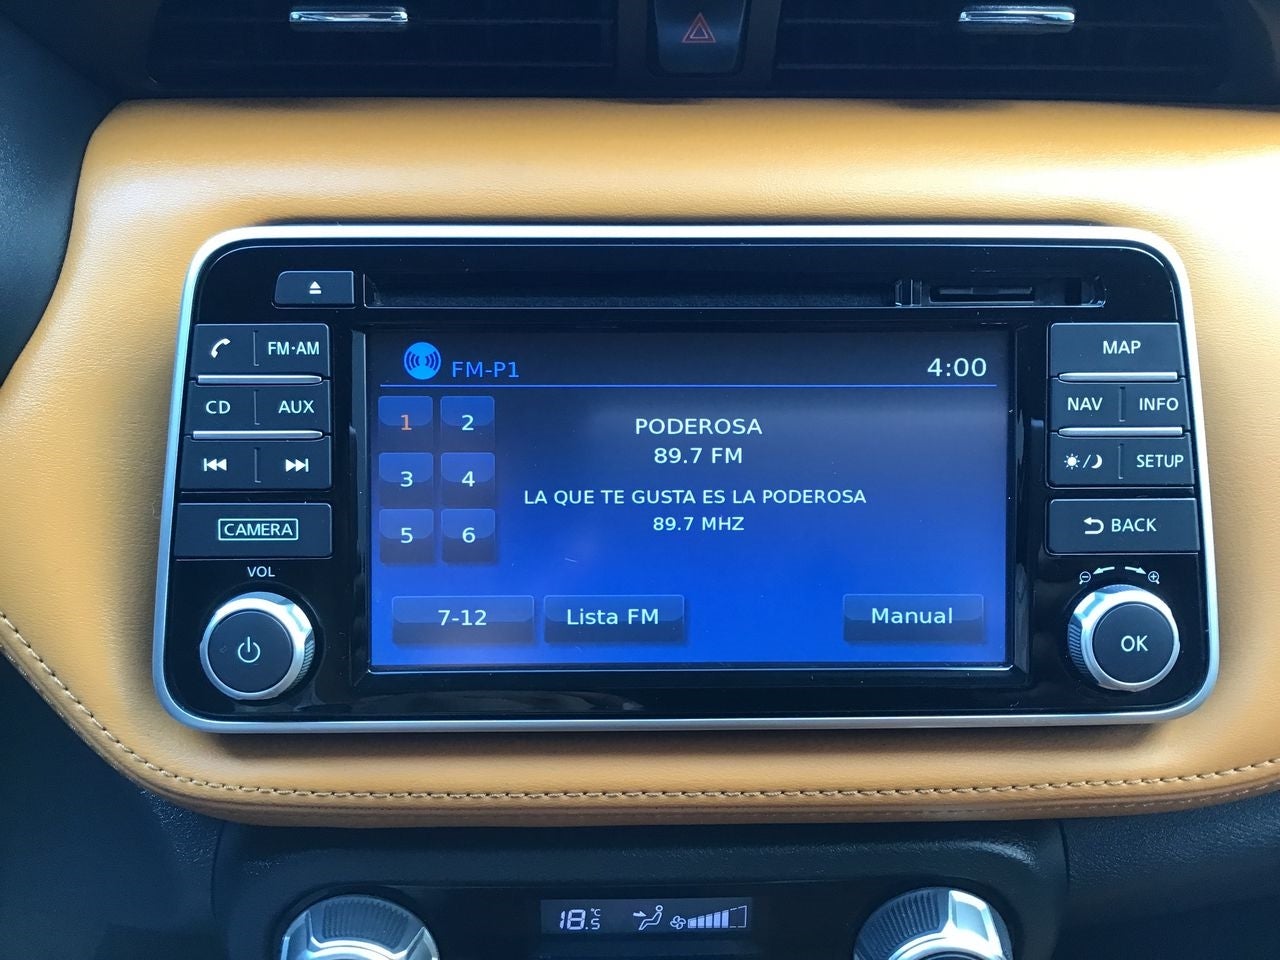 FM·AM
CD AUX
CAMERA
VOL
FM-P1 4:00
1 2
3 4
5 6
PODEROSA
89.7 FM
LA QUE TE GUSTA ES LA PODEROSA
89.7 MHZ
7-12 Lista FM Manual
MAP
NAV INFO
SETUP
BACK
OK
18.5 °C